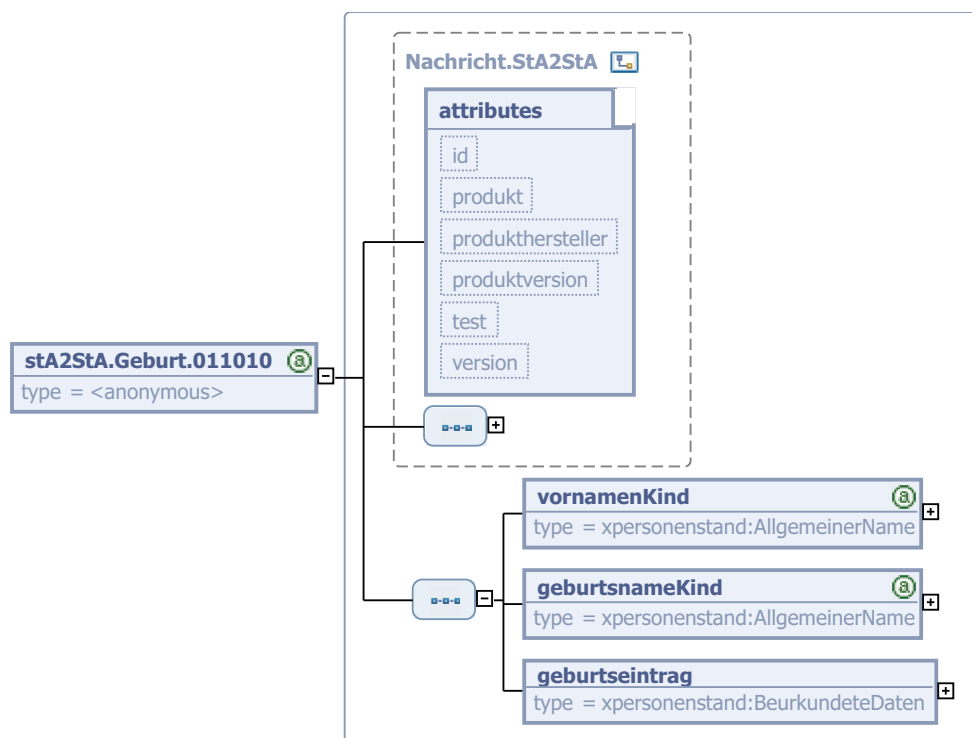 Nachricht.StA2StA
attributes
id
produkt
produkthersteller
produktversion
test
version
stA2StA.Geburt.011010 @
type = <anonymous>
vornamenKind @
type = xpersonenstand:AllgemeinerName
geburtsnameKind @
type = xpersonenstand:AllgemeinerName
geburtseintrag
type = xpersonenstand:BeurkundeteDaten